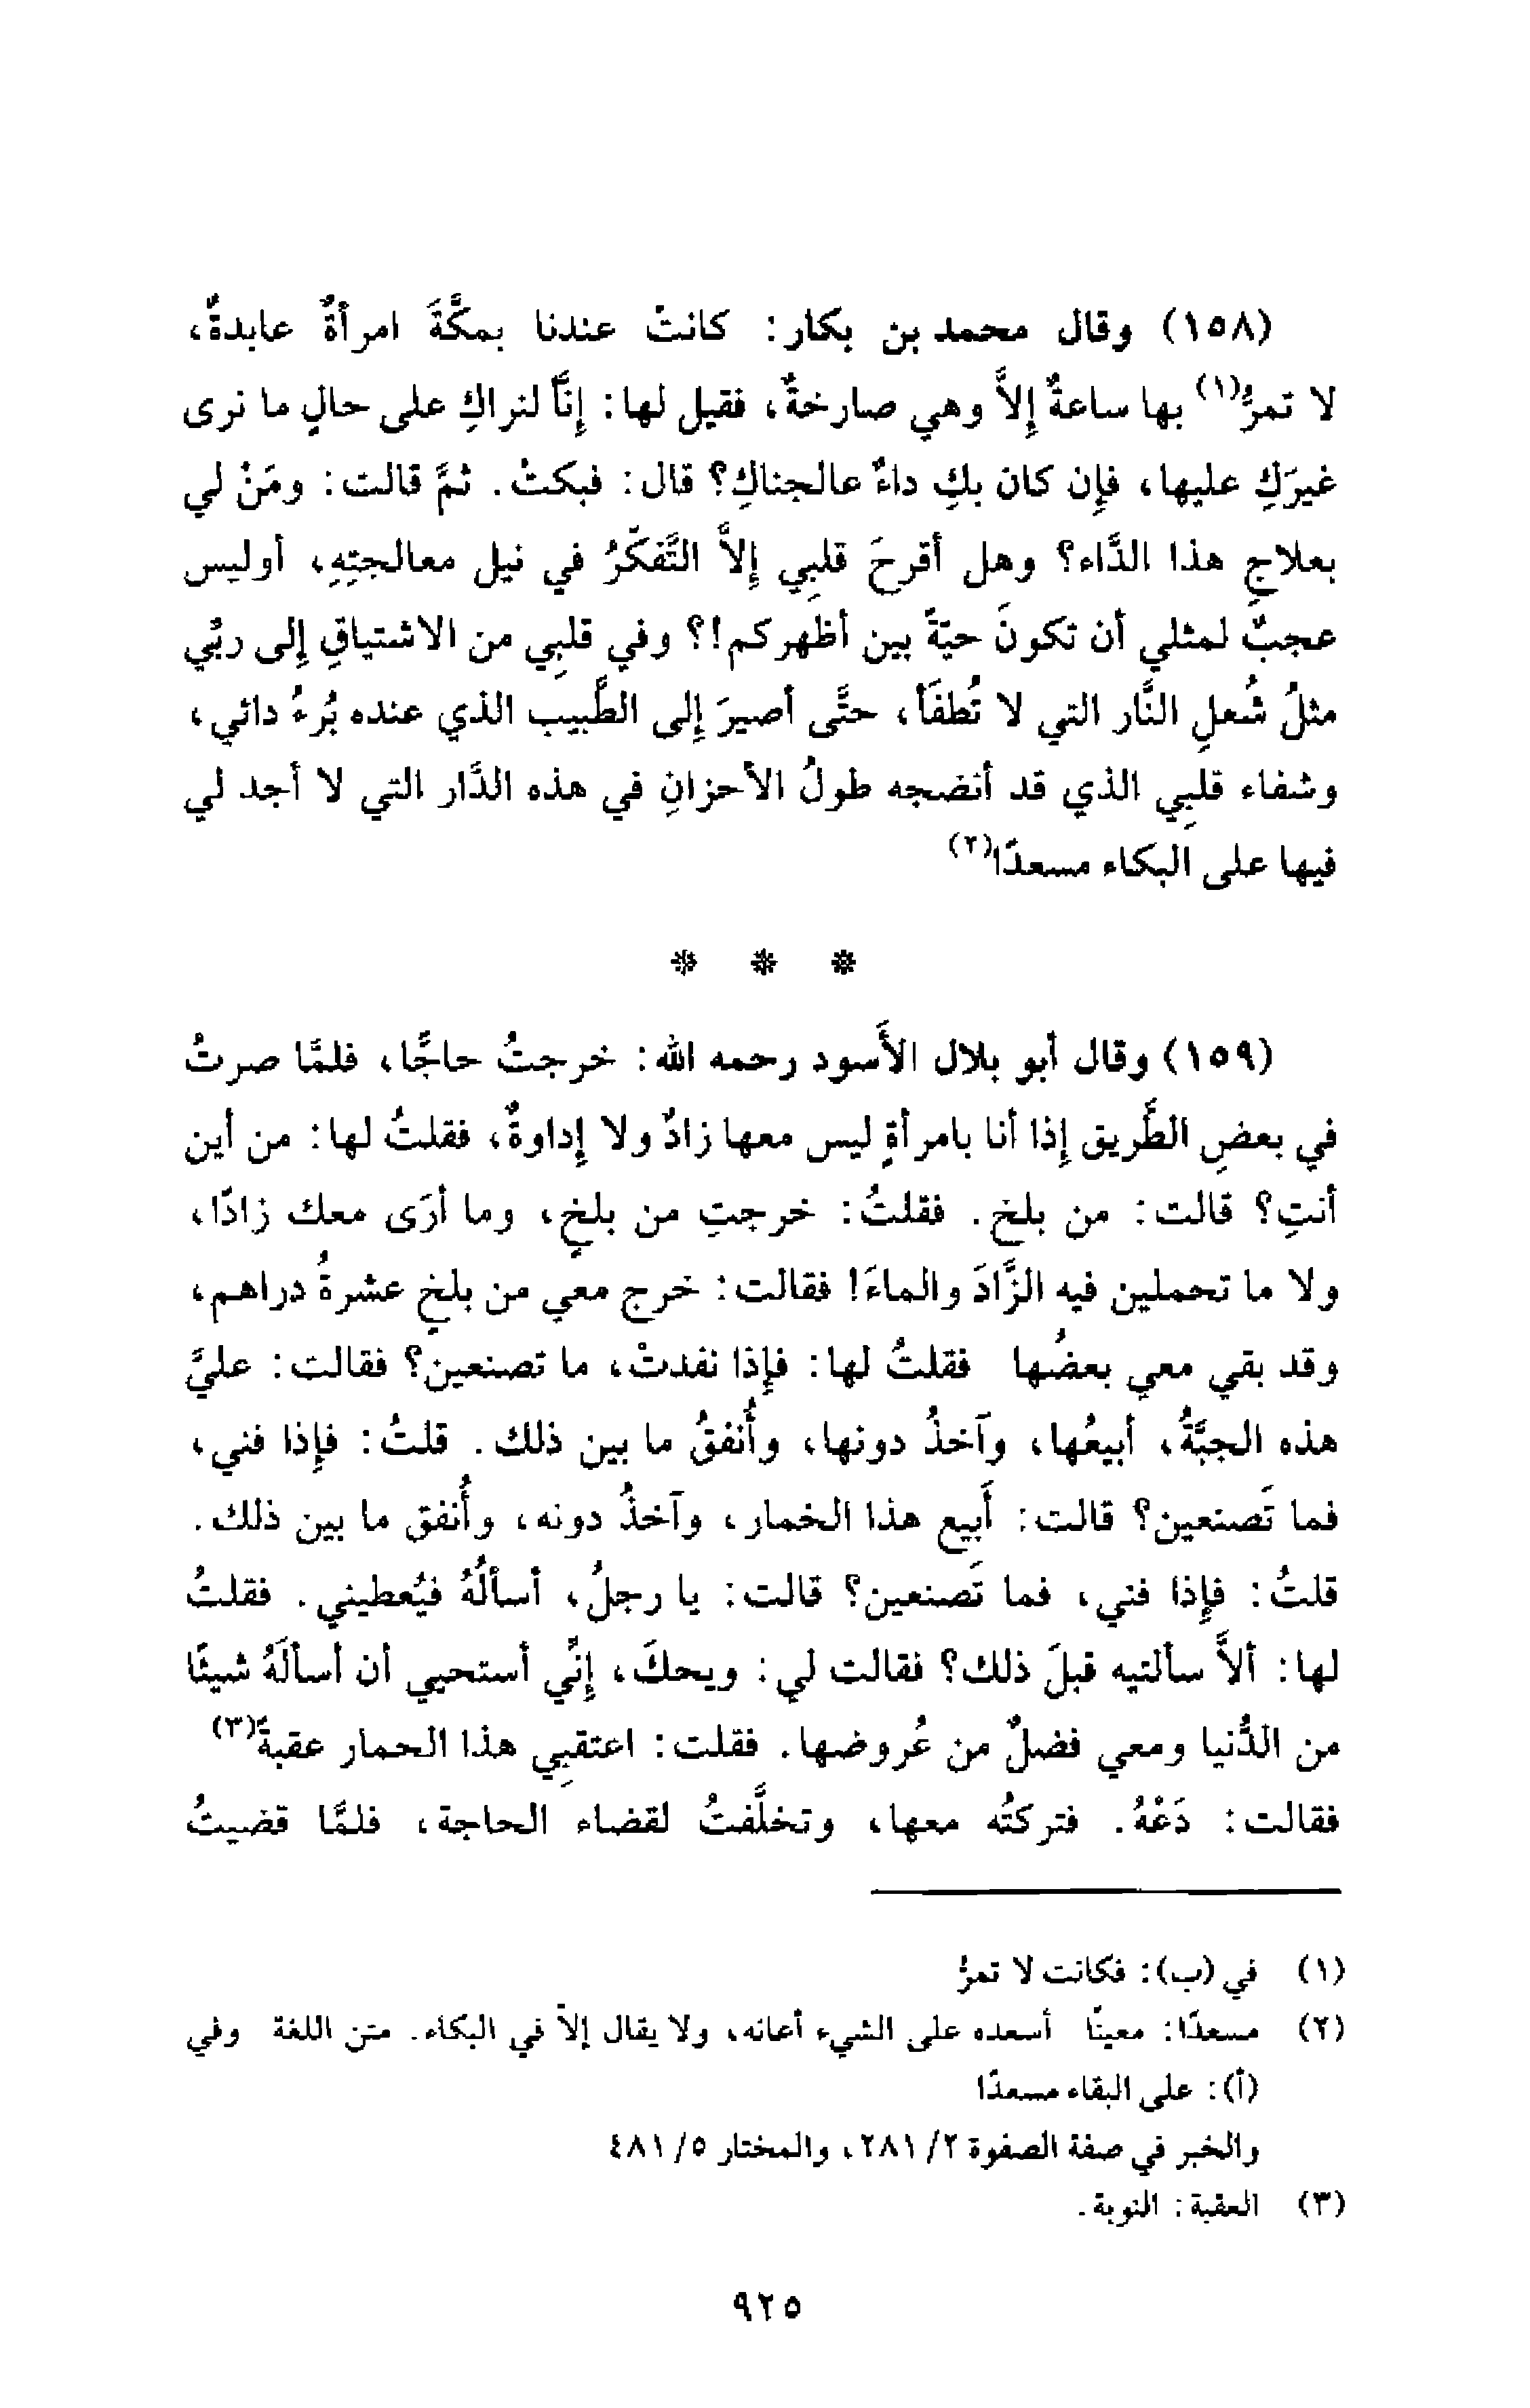 (١٥٨) وقال محمد بن بكار: كانتْ عندنا بمكَّةَ امرأةٌ عابدةٌ،
لا تمرُّ(١) بها ساعةٌ إلاَّ وهي صارخةٌ، فقيل لها: إنَّا لنراكِ على حالٍ ما نرى
غيرَكِ عليها، فإن كان بكِ داءٌ عالجناكِ؟ قال: فبكتْ. ثمَّ قالت: ومَنْ لي
بعلاجِ هذا الدَّاء؟ وهل أقرحَ قلبِي إلاَّ التَّفكّرُ في نيل معالجتِهِ، أوليس
عجبٌ لمثلي أن تكونَ حيّةً بين أظهركم!؟ وفي قلبِي من الاشتياقِ إلى ربِّي
مثلُ شُعلِ النَّار التي لا تُطفَأ، حتَّى أصيرَ إلى الطَّبيب الذي عنده بُرءُ دائي،
وشفاء قلبِي الذي قد أنضجه طولُ الأحزانِ في هذه الدَّار التي لا أجد لي
فيها على البكاء مسعدًا(٢)
* * *
(١٥٩) وقال أبو بلال الأَسود رحمه الله: خرجتُ حاجًّا، فلمَّا صرتُ
في بعضِ الطَّريق إذا أنا بامرأةٍ ليس معها زادٌ ولا إداوةٌ، فقلتُ لها: من أين
أنتِ؟ قالت: من بلخ. فقلتُ: خرجتِ من بلخٍ، وما أرَى معك زادًا،
ولا ما تحملين فيه الزَّادَ والماءَ! فقالت: خرج معي من بلخٍ عشرةُ دراهم،
وقد بقي معي بعضُها فقلتُ لها: فإذا نفدتْ، ما تصنعين؟ فقالت: عليَّ
هذه الجبَّةُ، أبيعُها، وآخذُ دونها، وأُنفقُ ما بين ذلك. قلتُ: فإذا فني،
فما تَصنعين؟ قالت: أَبيع هذا الخمار، وآخذُ دونه، وأُنفق ما بين ذلك.
قلتُ: فإذا فني، فما تَصنعين؟ قالت: يا رجلُ، أسألُهُ فيُعطيني. فقلتُ
لها: ألاَّ سألتيه قبلَ ذلك؟ فقالت لي: ويحكَ، إنِّي أستحيي أن أسألَهُ شيئًا
من الدُّنيا ومعي فضلٌ من عُروضها. فقلت: اعتقبِي هذا الحمار عقبةً(٣)
فقالت: دَعْهُ. فتركتُه معها، وتخلَّفتُ لقضاء الحاجة، فلمَّا قضيتُ
(١) في (ب): فكانت لا تمرُّ
(٢) مسعدًا: معينًا أسعده على الشيء أعانه، ولا يقال إلاّ في البكاء. متن اللغة وفي
(أ): على البقاء مسعدًا
والخبر في صفة الصفوة ٢/ ٢٨١، والمختار ٥/ ٤٨١
(٣) العقبة: النوبة.
٩٢٥